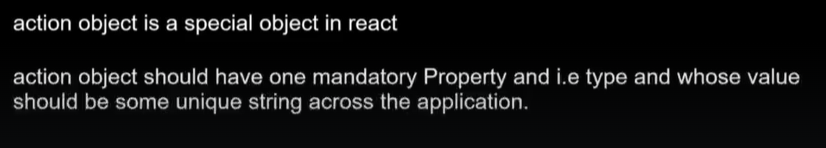 action object is a special object in react
action object should have one mandatory Property and i.e type and whose value
should be some unique string across the application.